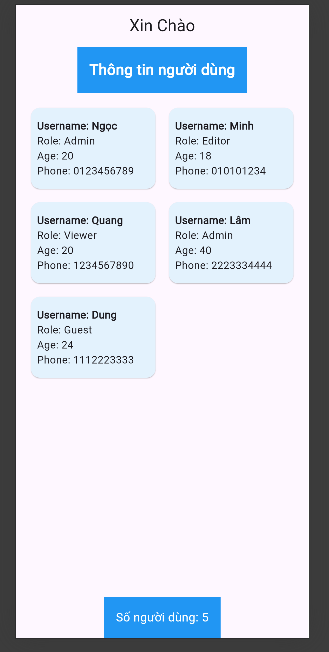 Xin Chào
Thông tin người dùng
Username: Ngọc
Role: Admin
Age: 20
Phone: 0123456789
Username: Minh
Role: Editor
Age: 18
Phone: 010101234
Username: Quang
Role: Viewer
Age: 20
Phone: 1234567890
Username: Lâm
Role: Admin
Age: 40
Phone: 2223334444
Username: Dung
Role: Guest
Age: 24
Phone: 1112223333
Số người dùng: 5